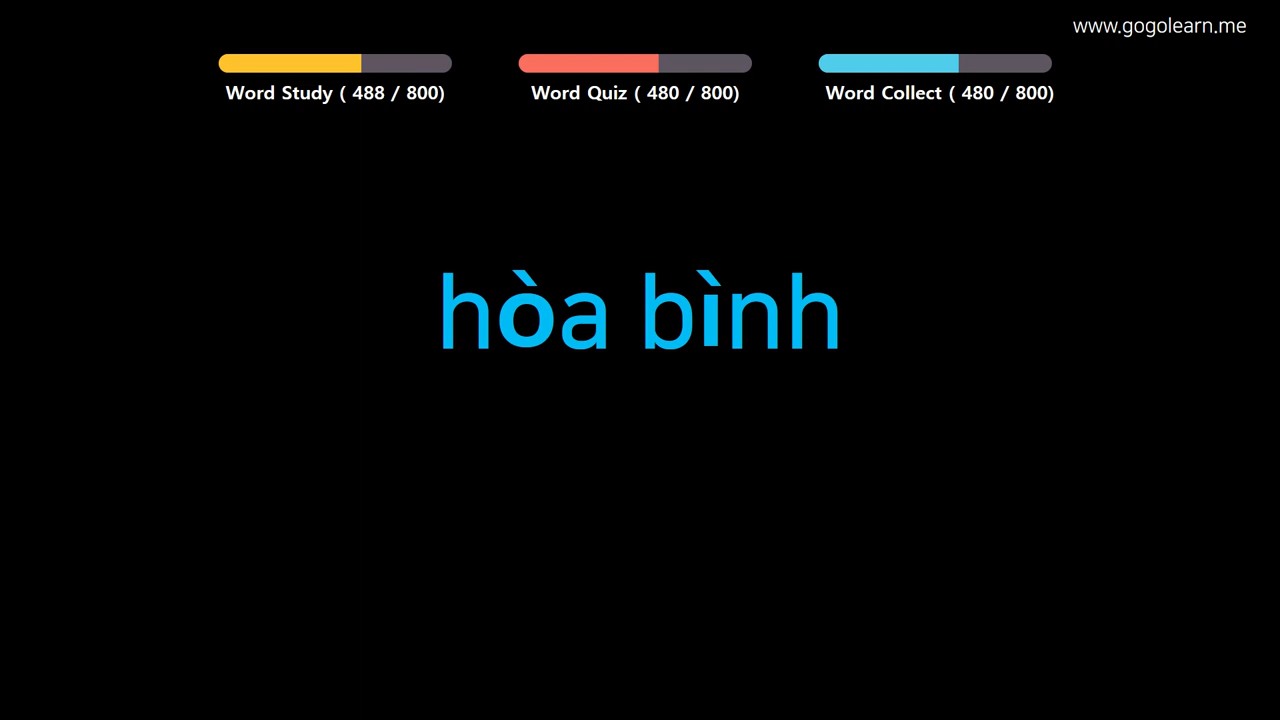 www.gogolearn.me
Word Study ( 488 / 800)
Word Quiz ( 480 / 800)
Word Collect ( 480 / 800)
hòa bình